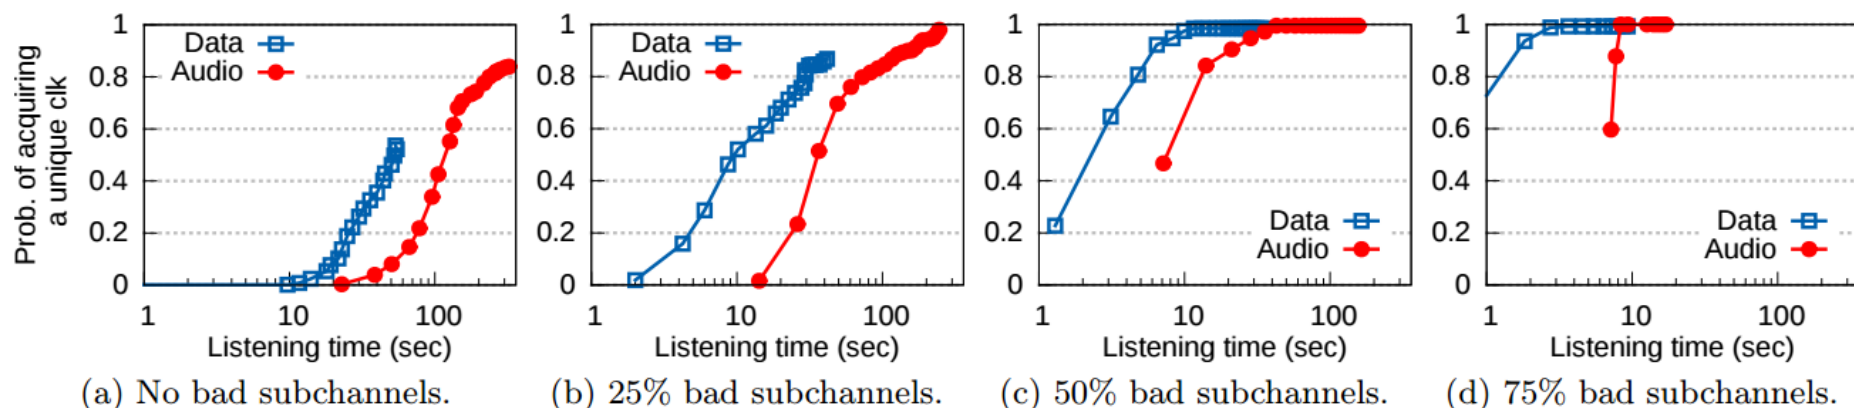 Prob. of acquiring
a unique clk
1
0.8
0.6
0.4
0.2
0
Data
Audio
1 10 100
Listening time (sec)
(a) No bad subchannels.
1
0.8
0.6
0.4
0.2
0
Data
Audio
1 10 100
Listening time (sec)
(b) 25% bad subchannels.
1
0.8
0.6
0.4
0.2
0
Data
Audio
1 10 100
Listening time (sec)
(c) 50% bad subchannels.
1
0.8
0.6
0.4
0.2
0
Data
Audio
1 10 100
Listening time (sec)
(d) 75% bad subchannels.